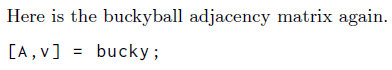 Here is the buckyball adjacency matrix again.
[A,v] = bucky;